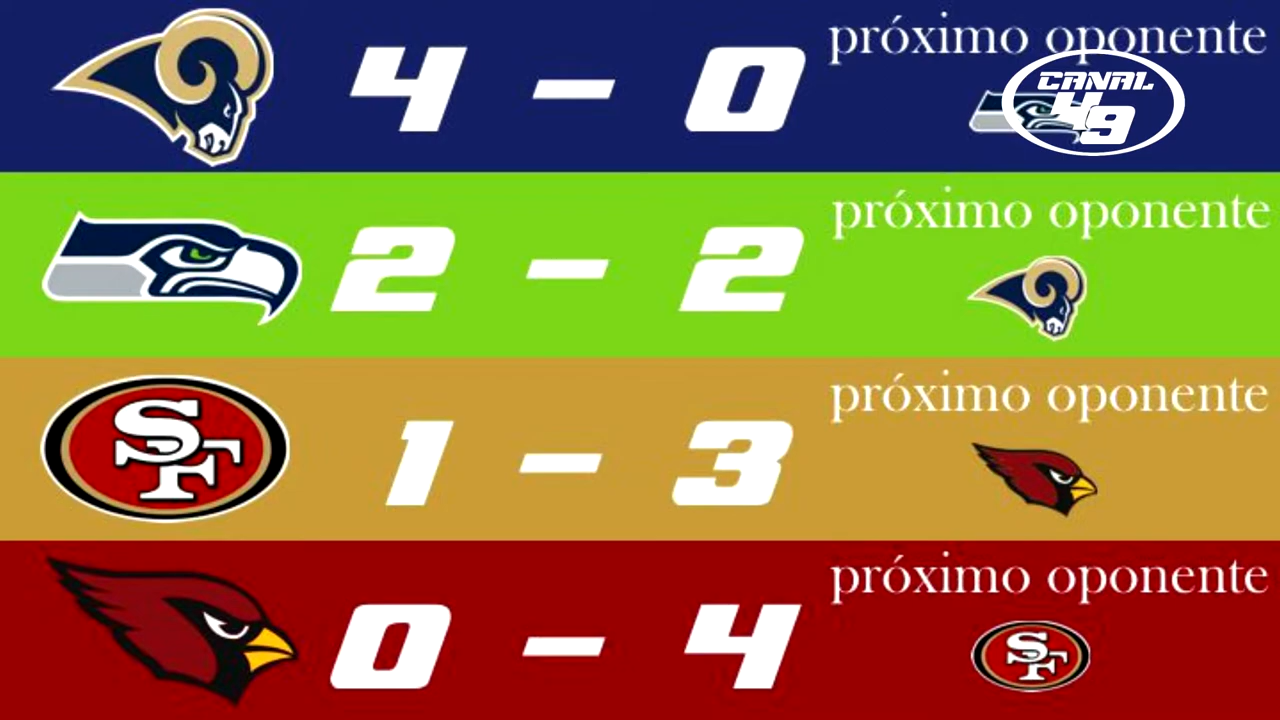 4 - 0
próximo oponente
CANAL
49
2 - 2
próximo oponente
SF
1 - 3
próximo oponente
0 - 4
próximo oponente
SF